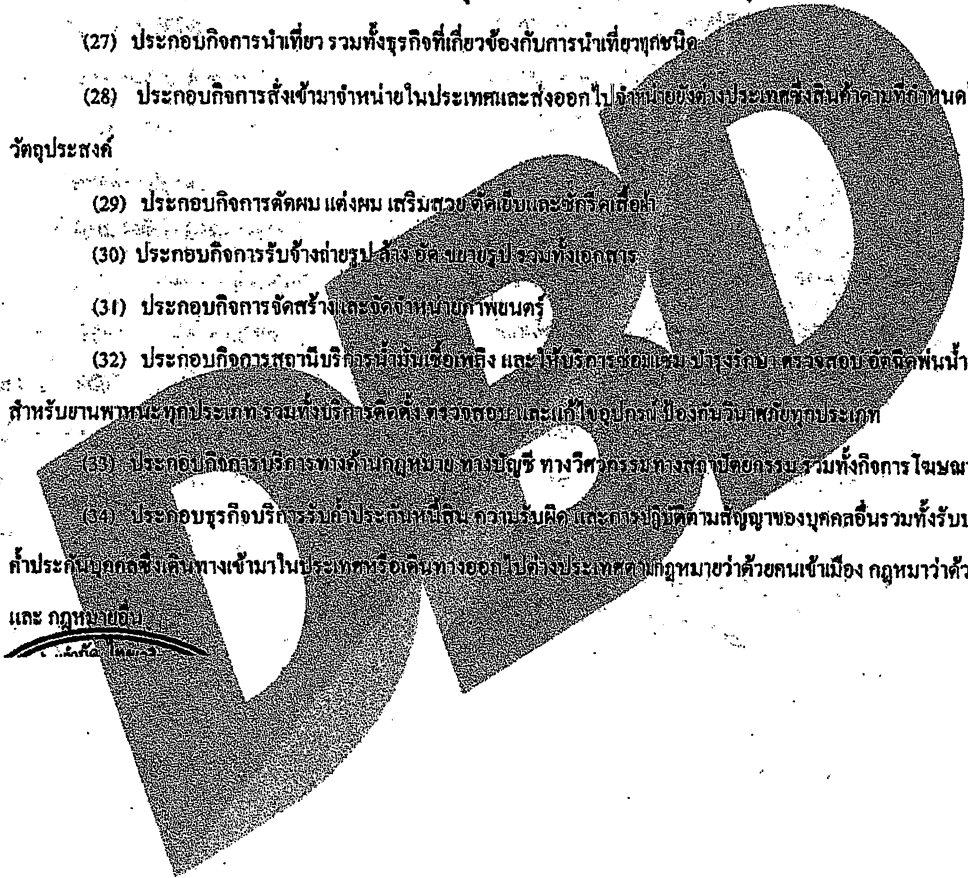 (27) ประกอบกิจการนำเที่ยว รวมทั้งธุรกิจที่เกี่ยวข้องกับการนำเที่ยวทุกชนิด
(28) ประกอบกิจการสั่งเข้ามาจำหน่ายในประเทศและส่งออกไปจำหน่ายยังต่างประเทศซึ่งสินค้าตามที่กำหนด
วัตถุประสงค์
(29) ประกอบกิจการตัดผม แต่งผม เสริมสวย ตัดเย็บและซักรีดเสื้อผ้า
(30) ประกอบกิจการรับจ้างถ่ายรูป ล้าง อัด ขยายรูป รวมทั้งเอกสาร
(31) ประกอบกิจการจัดสร้างและจัดจำหน่ายภาพยนตร์
(32) ประกอบกิจการสถานีบริการน้ำมันเชื้อเพลิง และให้บริการซ่อมแซม บำรุงรักษา ตรวจสอบ อัดฉีดพ่นน้ำ
สำหรับยานพาหนะทุกประเภท รวมทั้งบริการติดตั้ง ตรวจสอบ และแก้ไขอุปกรณ์ ป้องกันวินาศภัยทุกประเภท
(33) ประกอบกิจการบริการทางด้านกฎหมาย ทางบัญชี ทางวิศวกรรม ทางสถาปัตยกรรม รวมทั้งกิจการโฆษณา
(34) ประกอบธุรกิจบริการรับค้ำประกันหนี้สิน ความรับผิด และการปฏิบัติตามสัญญาของบุคคลอื่นรวมทั้งรับ
ค้ำประกันบุคคลซึ่งเดินทางเข้ามาในประเทศหรือเดินทางออกไปต่างประเทศตามกฎหมายว่าด้วยคนเข้าเมือง กฎหมาว่าด้ว
และ กฎหมายอื่น
DBD